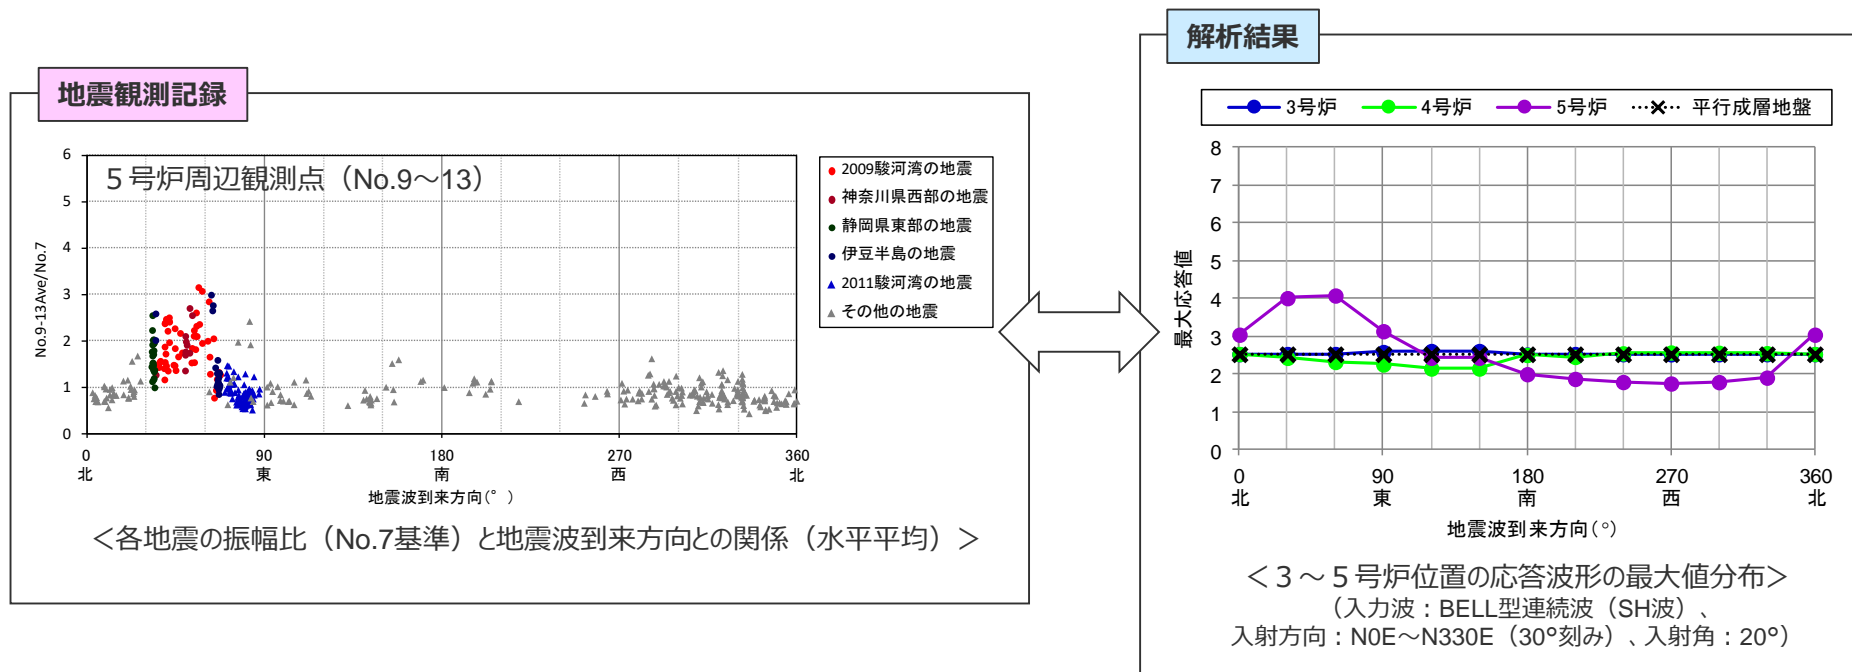 地震観測記録
５号炉周辺観測点（No.9～13）
No.9-13Ave/No.7
6
5
4
3
2
1
0
0
90
180
270
360
北
東
南
西
北
地震波到来方向(°)
2009駿河湾の地震
神奈川県西部の地震
静岡県東部の地震
伊豆半島の地震
2011駿河湾の地震
その他の地震
＜各地震の振幅比（No.7基準）と地震波到来方向との関係（水平平均）＞
解析結果
3号炉
4号炉
5号炉
平行成層地盤
最大応答値
8
7
6
5
4
3
2
1
0
0
90
180
270
360
北
東
南
西
北
地震波到来方向(°)
＜３～５号炉位置の応答波形の最大値分布＞
（入力波：BELL型連続波（SH波）、
入射方向：N0E～N330E（30°刻み）、入射角：20°）